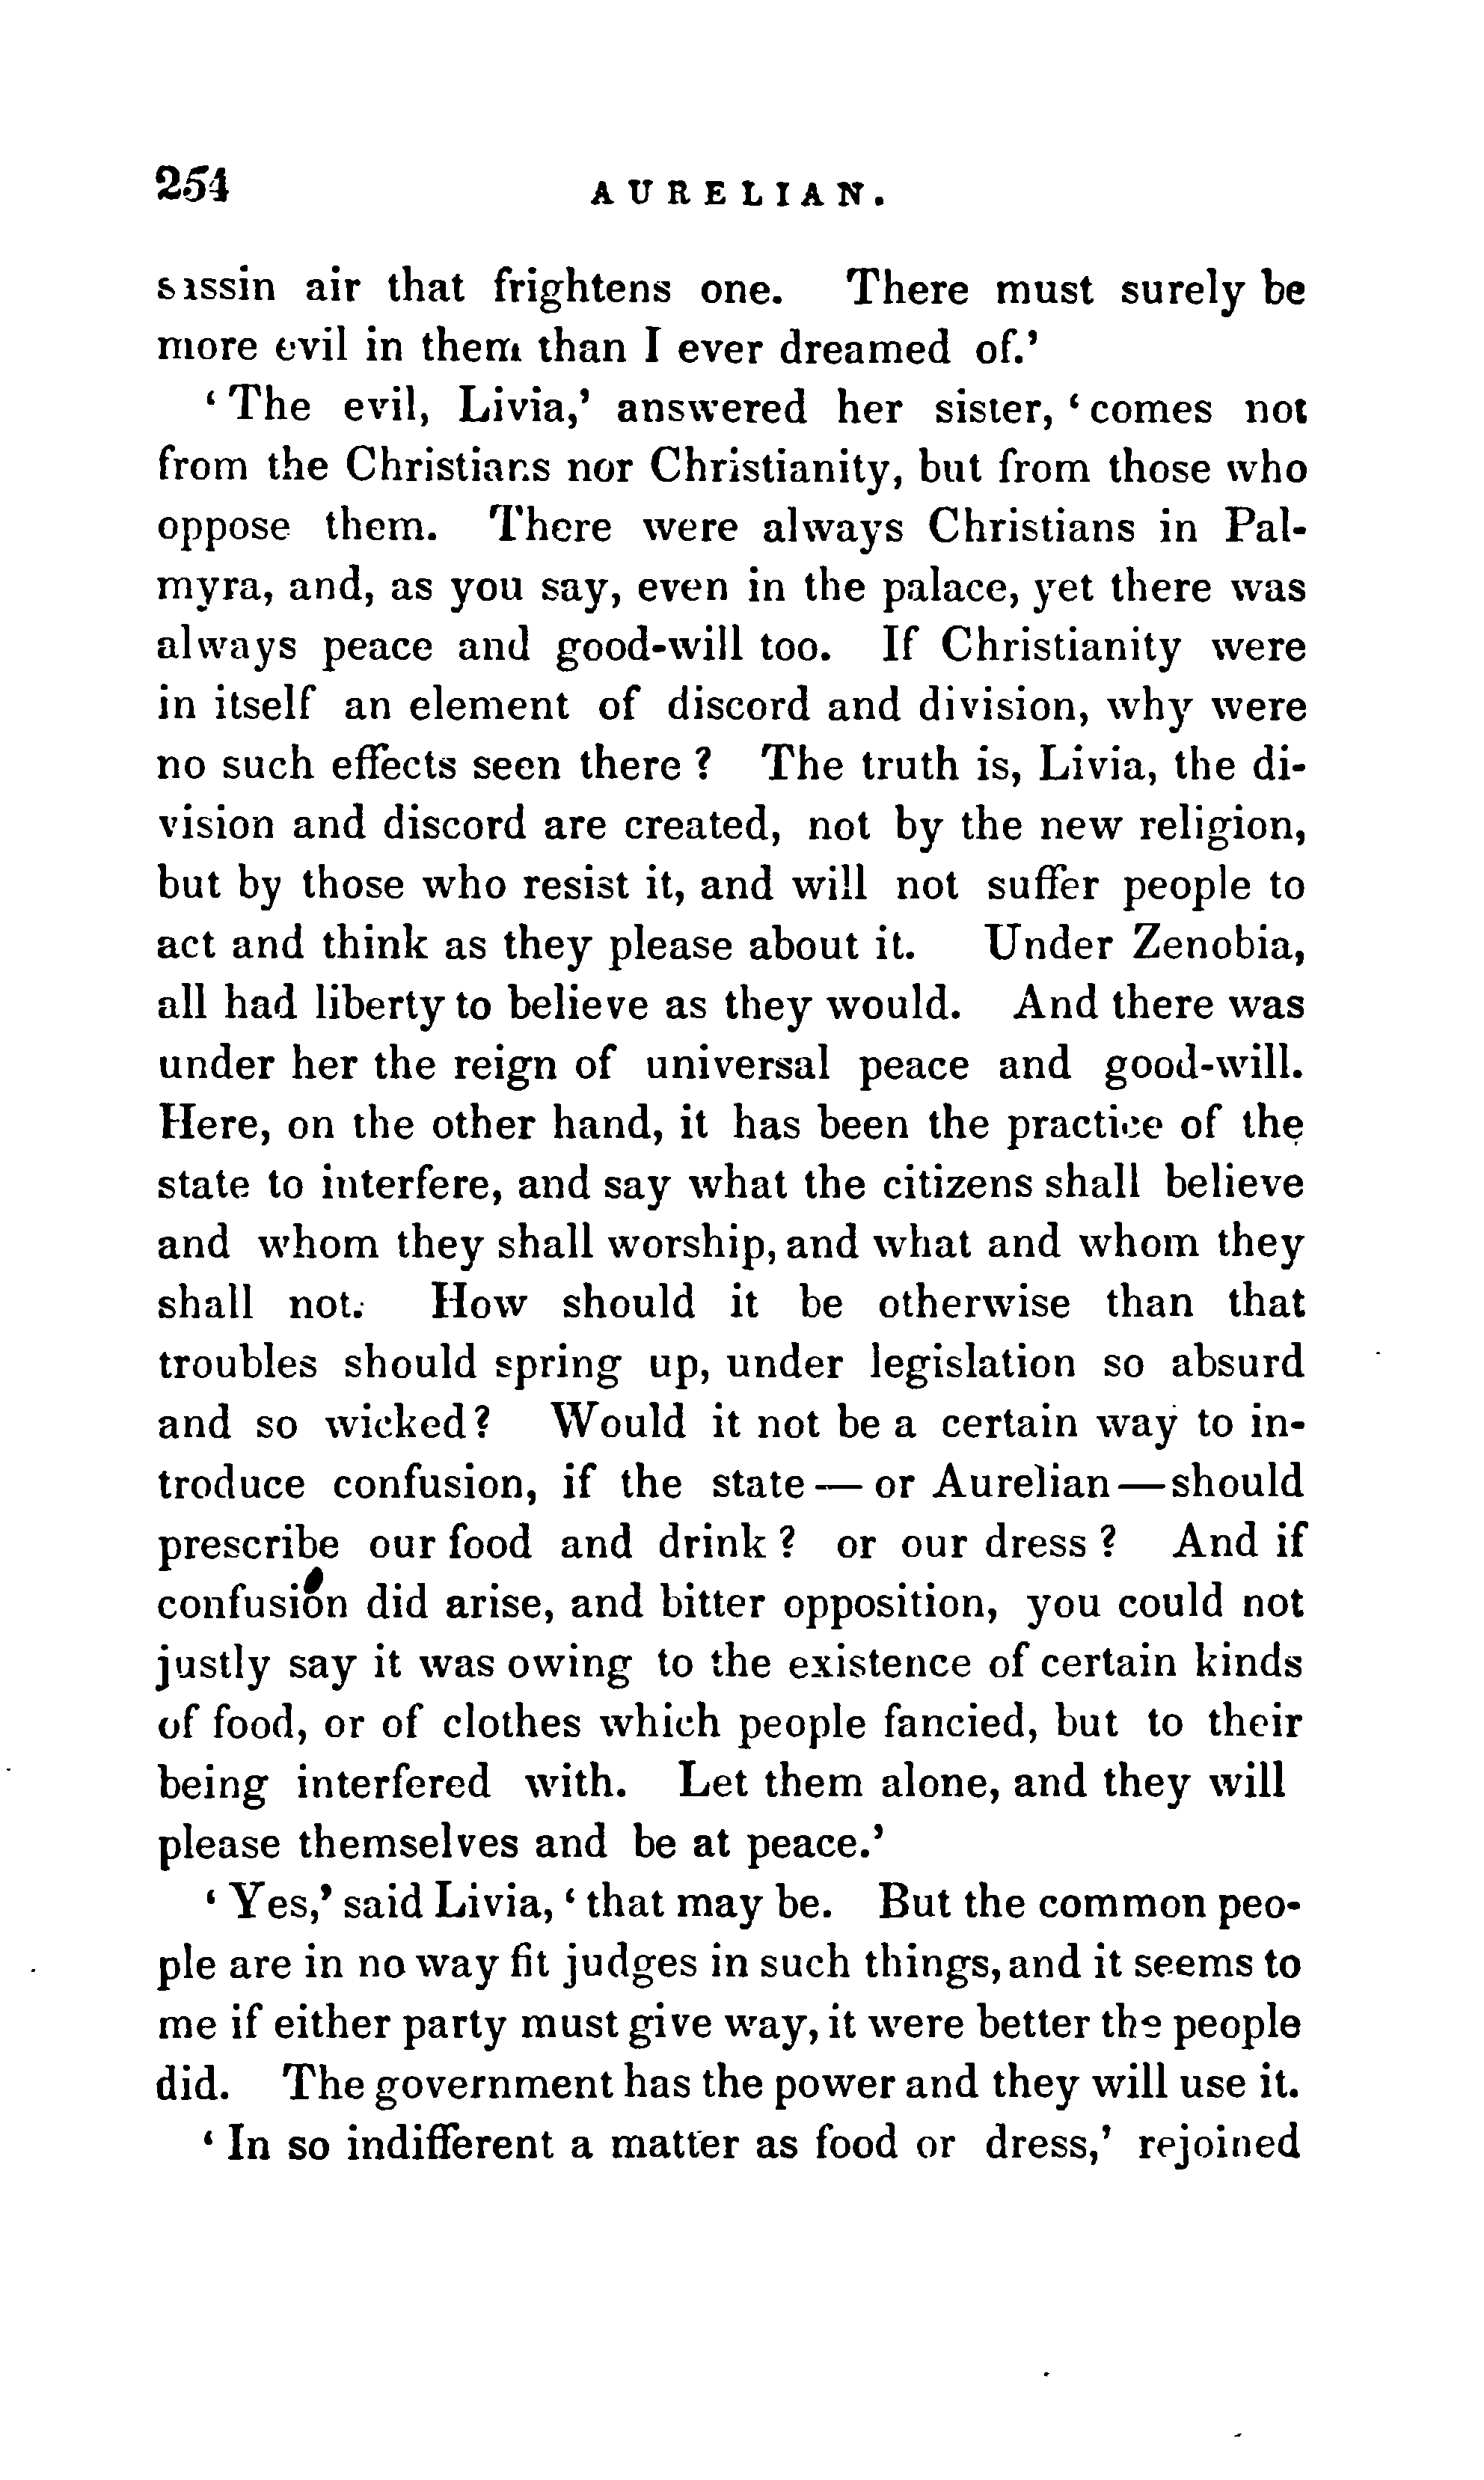 254 AURELIAN.
sassin air that frightens one. There must surely be
more evil in them than I ever dreamed of.'
‘ The evil, Livia,’ answered her sister, ‘ comes not
from the Christians nor Christianity, but from those who
oppose them. There were always Christians in Pal-
myra, and, as you say, even in the palace, yet there was
always peace and good-will too. If Christianity were
in itself an element of discord and division, why were
no such effects seen there ? The truth is, Livia, the di-
vision and discord are created, not by the new religion,
but by those who resist it, and will not suffer people to
act and think as they please about it. Under Zenobia,
all had liberty to believe as they would. And there was
under her the reign of universal peace and good-will.
Here, on the other hand, it has been the practice of the
state to interfere, and say what the citizens shall believe
and whom they shall worship, and what and whom they
shall not. How should it be otherwise than that
troubles should spring up, under legislation so absurd
and so wicked? Would it not be a certain way to in-
troduce confusion, if the state — or Aurelian — should
prescribe our food and drink ? or our dress ? And if
confusion did arise, and bitter opposition, you could not
justly say it was owing to the existence of certain kinds
of food, or of clothes which people fancied, but to their
being interfered with. Let them alone, and they will
please themselves and be at peace.’
‘ Yes,’ said Livia, ‘ that may be. But the common peo-
ple are in no way fit judges in such things, and it seems to
me if either party must give way, it were better the people
did. The government has the power and they will use it.
‘ In so indifferent a matter as food or dress,’ rejoined